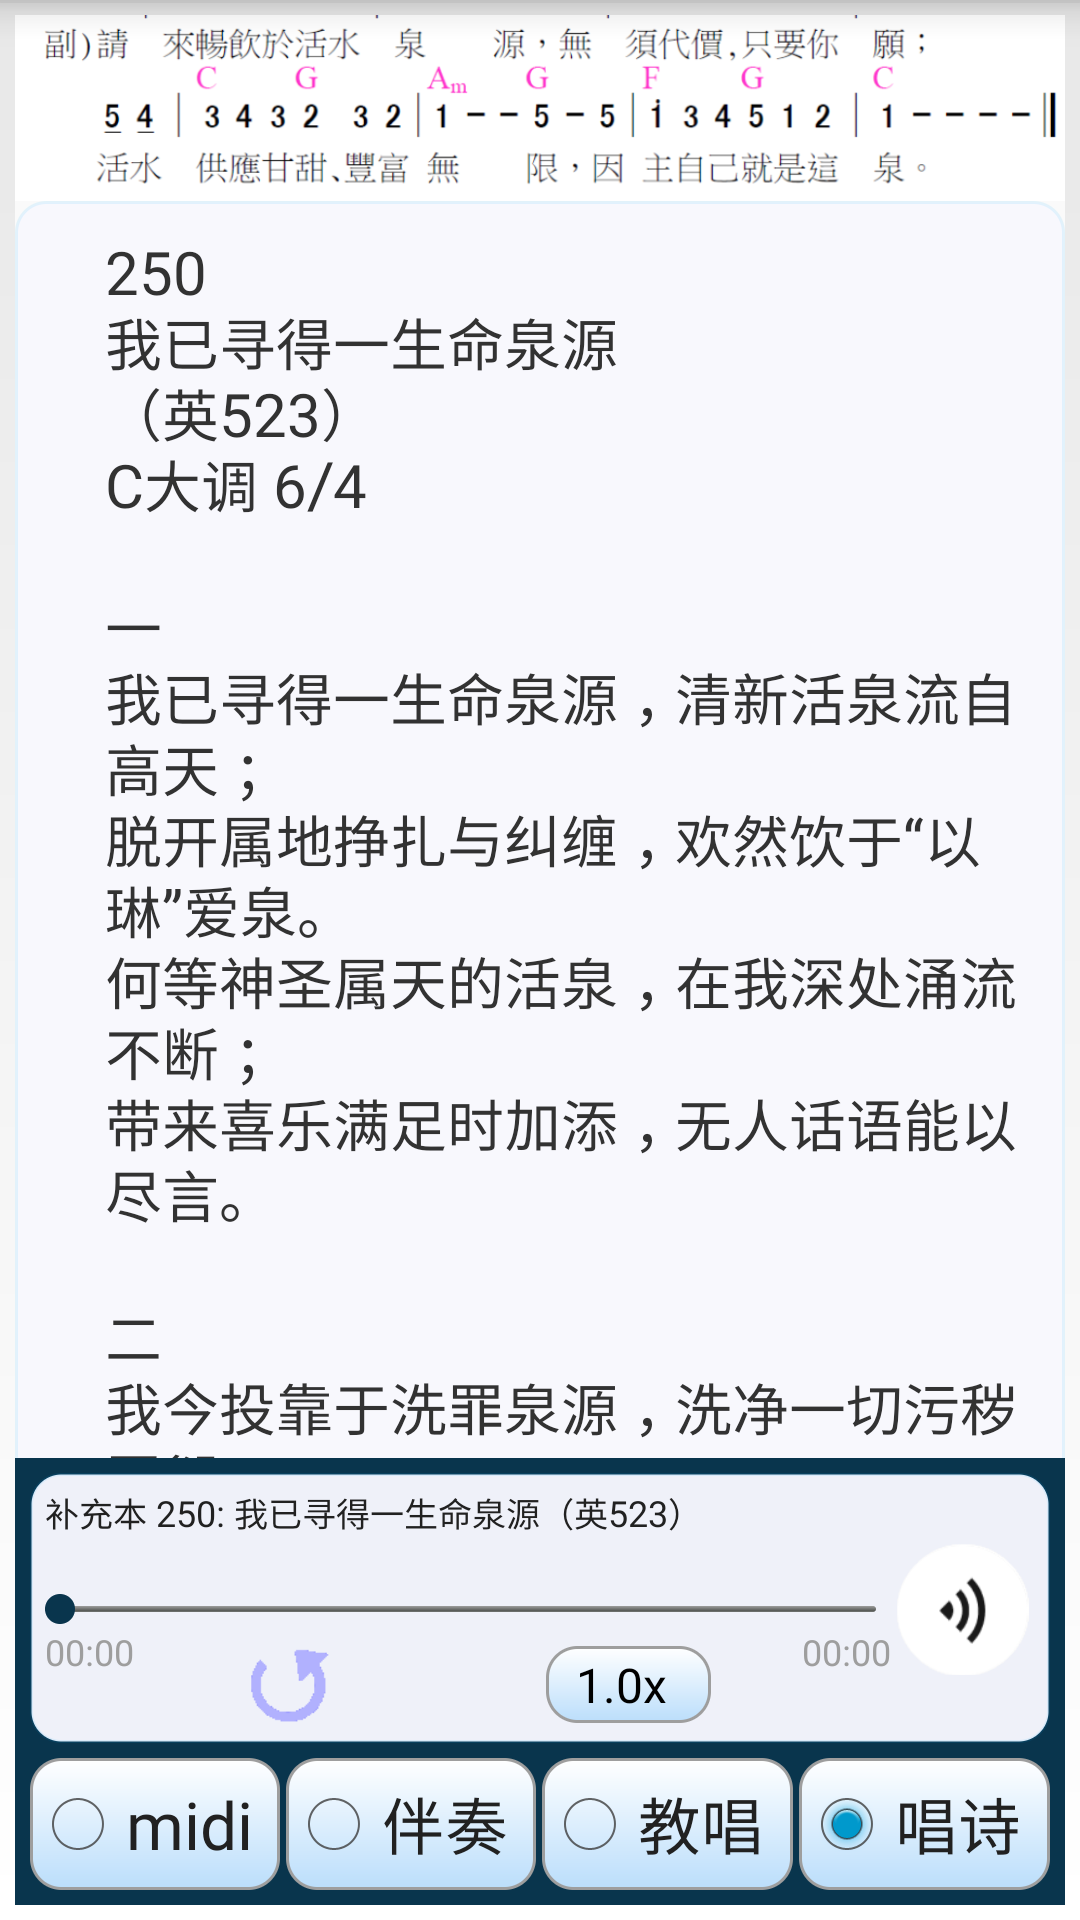 副)請 來暢飲於活水 泉 源，無 須代價,只要你 願；
C G Am G F G C
5 4 | 3 4 3 2 3 2 | 1 - - 5 - 5 | 1 3 4 5 1 2 | 1 - - - - ‖
活水 供應甘甜、豐富 無 限，因 主自己就是這 泉。
250
我已寻得一生命泉源
（英523）
C大调 6/4
一
我已寻得一生命泉源，清新活泉流自
高天；
脱开属地挣扎与纠缠，欢然饮于“以
琳”爱泉。
何等神圣属天的活泉，在我深处涌流
不断；
带来喜乐满足时加添，无人话语能以
尽言。
二
我今投靠于洗罪泉源，洗净一切污秽
补充本 250: 我已寻得一生命泉源（英523）
00:00 1.0x 00:00
midi 伴奏 教唱 唱诗